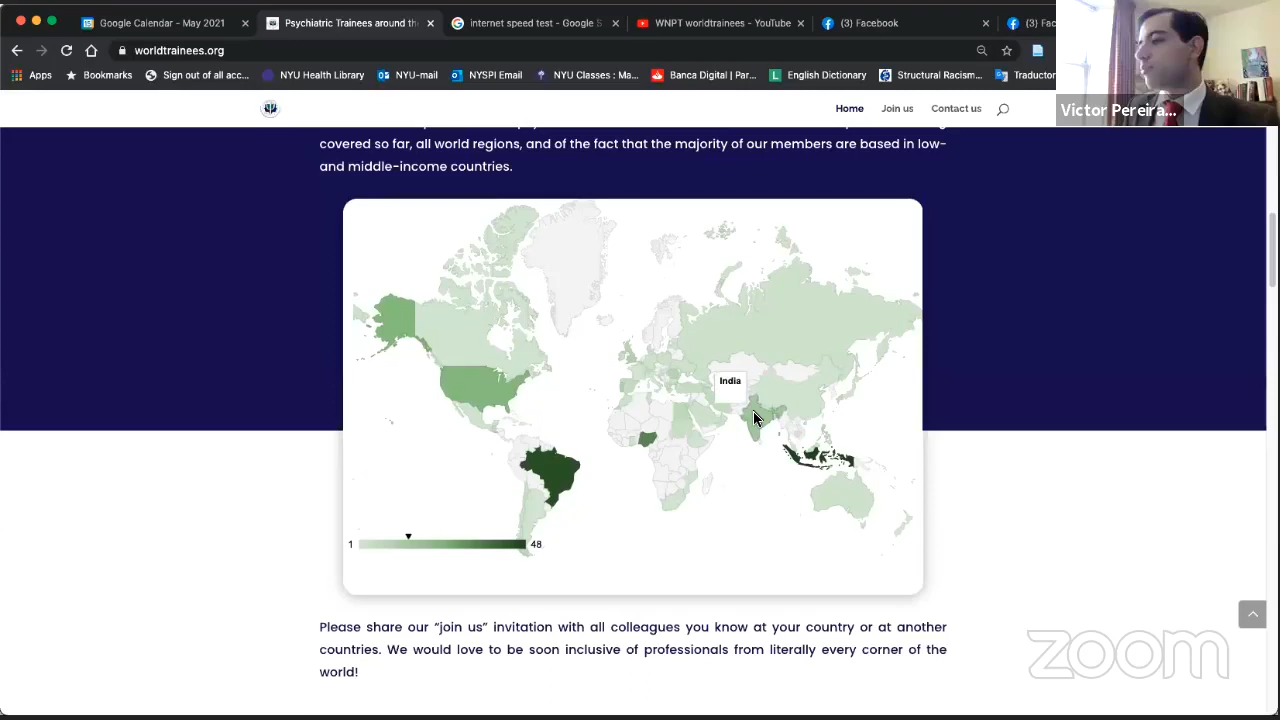 Google Calendar - May 2021
Psychiatric Trainees around th
internet speed test - Google S
WNPT worldtrainees - YouTube
(3) Facebook
(3) Fac
worldtrainees.org
Apps
Bookmarks
Sign out of all acc...
NYU Health Library
NYU-mail
NYSPI Email
NYU Classes : Ma...
Banca Digital | Par...
English Dictionary
Structural Racism...
Traductor
Victor Pereira...
Home
Join us
Contact us
covered so far, all world regions, and of the fact that the majority of our members are based in low-
and middle-income countries.
India
1
48
Please share our “join us” invitation with all colleagues you know at your country or at another
countries. We would love to be soon inclusive of professionals from literally every corner of the
world!
zoom